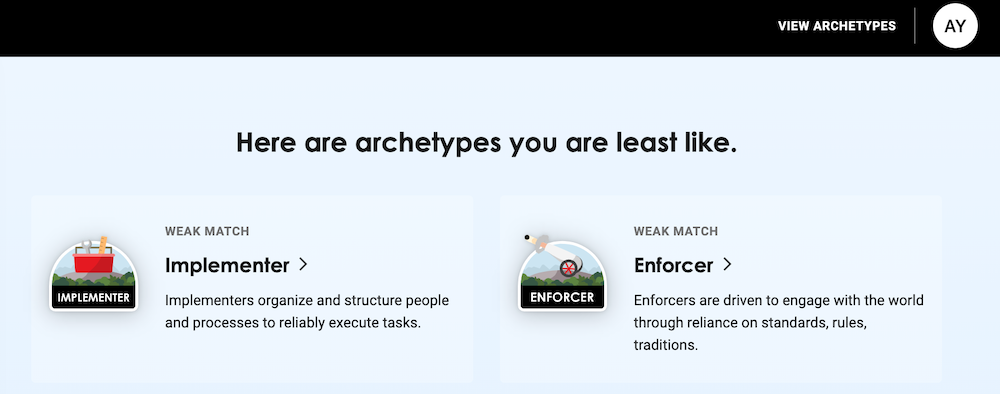 VIEW ARCHETYPES
AY
Here are archetypes you are least like.
WEAK MATCH
Implementer
IMPLEMENTER
Implementers organize and structure people
and processes to reliably execute tasks.
WEAK MATCH
Enforcer
ENFORCER
Enforcers are driven to engage with the world
through reliance on standards, rules,
traditions.